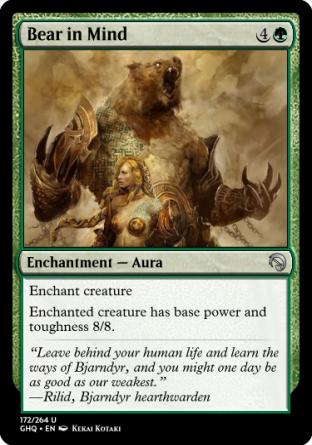 Bear in Mind 4
Enchantment — Aura
Enchant creature
Enchanted creature has base power and
toughness 8/8.
“Leave behind your human life and learn the
ways of Bjarndyr, and you might one day be
as good as our weakest.”
—Rilid, Bjarndyr hearthwarden
172/264 U
GHQ • EN Kekai Kotaki